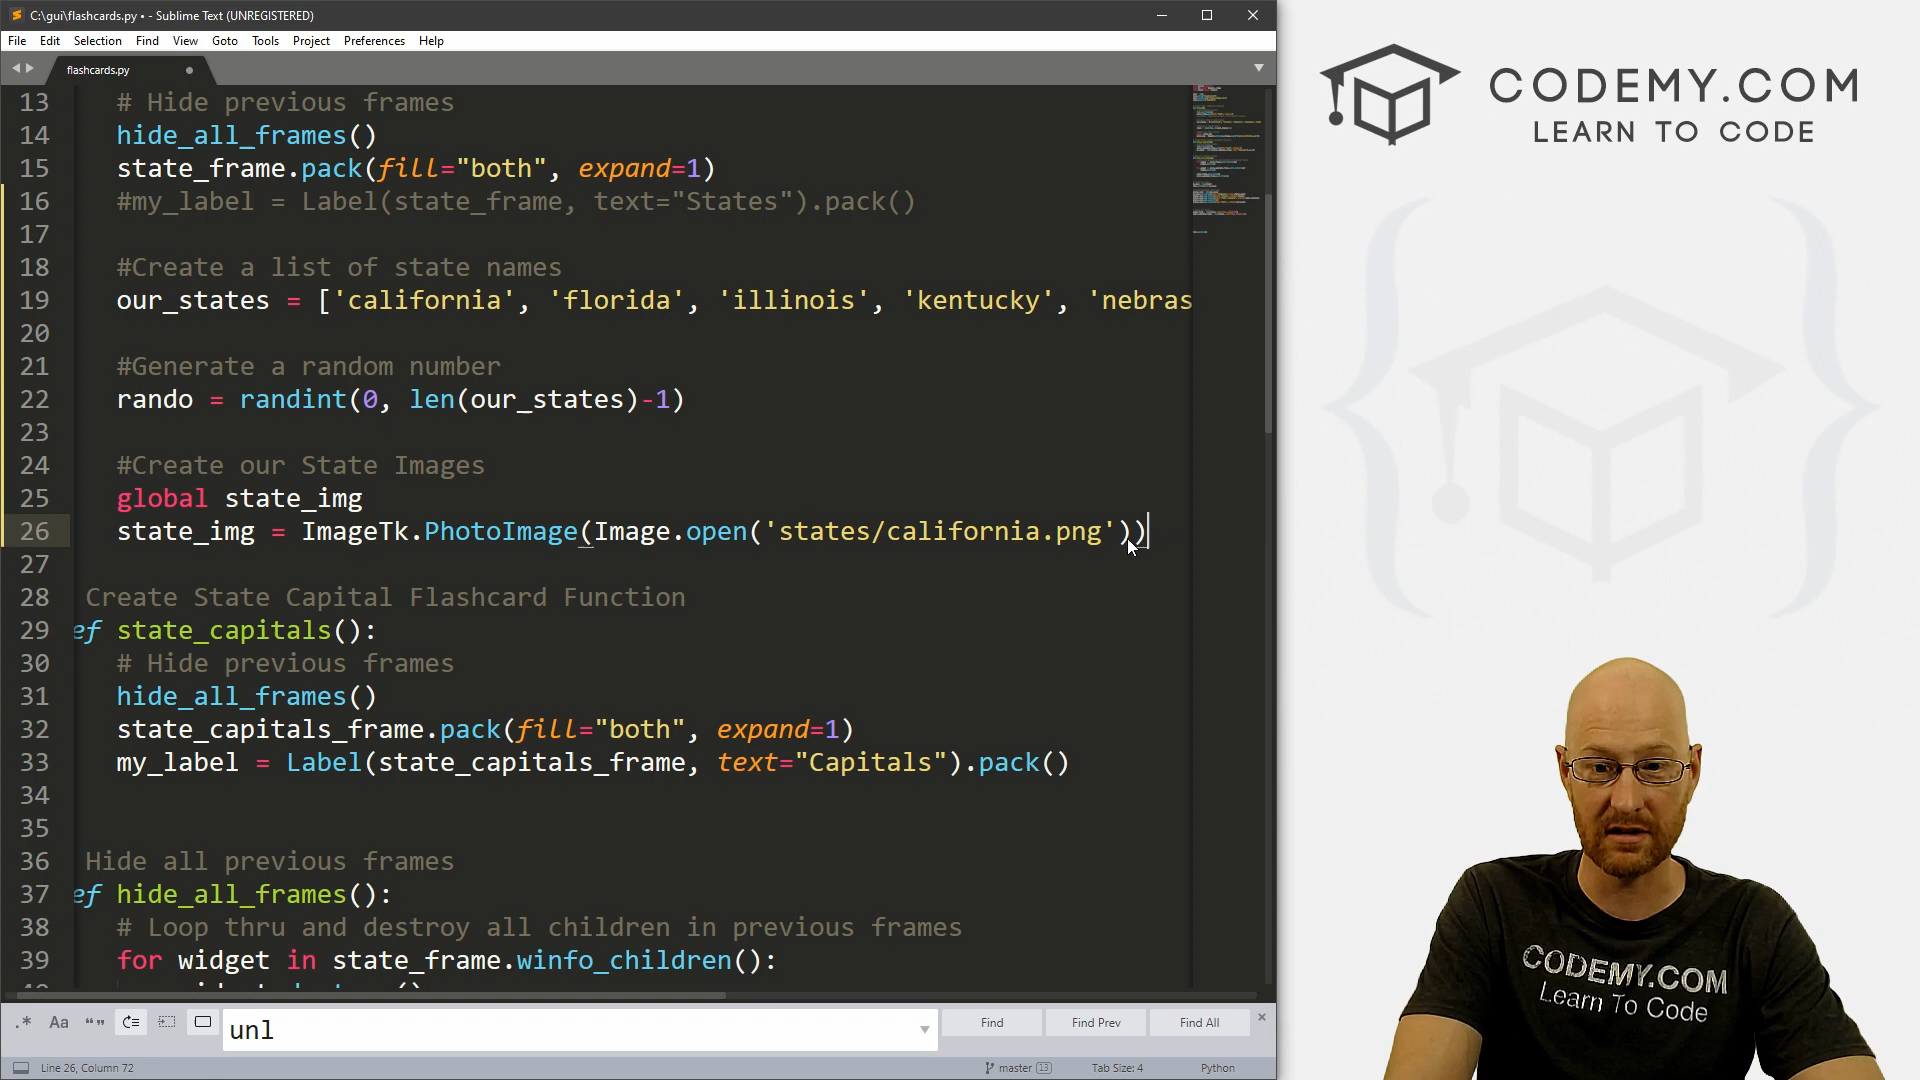 C:\gui\flashcards.py • - Sublime Text (UNREGISTERED)
File Edit Selection Find View Goto Tools Project Preferences Help
flashcards.py
13 # Hide previous frames
14 hide_all_frames()
15 state_frame.pack(fill="both", expand=1)
16 #my_label = Label(state_frame, text="States").pack()
17
18 #Create a list of state names
19 our_states = ['california', 'florida', 'illinois', 'kentucky', 'nebras
20
21 #Generate a random number
22 rando = randint(0, len(our_states)-1)
23
24 #Create our State Images
25 global state_img
26 state_img = ImageTk.PhotoImage(Image.open('states/california.png'))
27
28 Create State Capital Flashcard Function
29 ef state_capitals():
30 # Hide previous frames
31 hide_all_frames()
32 state_capitals_frame.pack(fill="both", expand=1)
33 my_label = Label(state_capitals_frame, text="Capitals").pack()
34
35
36 Hide all previous frames
37 ef hide_all_frames():
38 # Loop thru and destroy all children in previous frames
39 for widget in state_frame.winfo_children():
.* Aa unl Find Find Prev Find All
Line 26, Column 72 master 13 Tab Size: 4 Python
CODEMY.COM
LEARN TO CODE
CODEMY.COM
Learn To Code